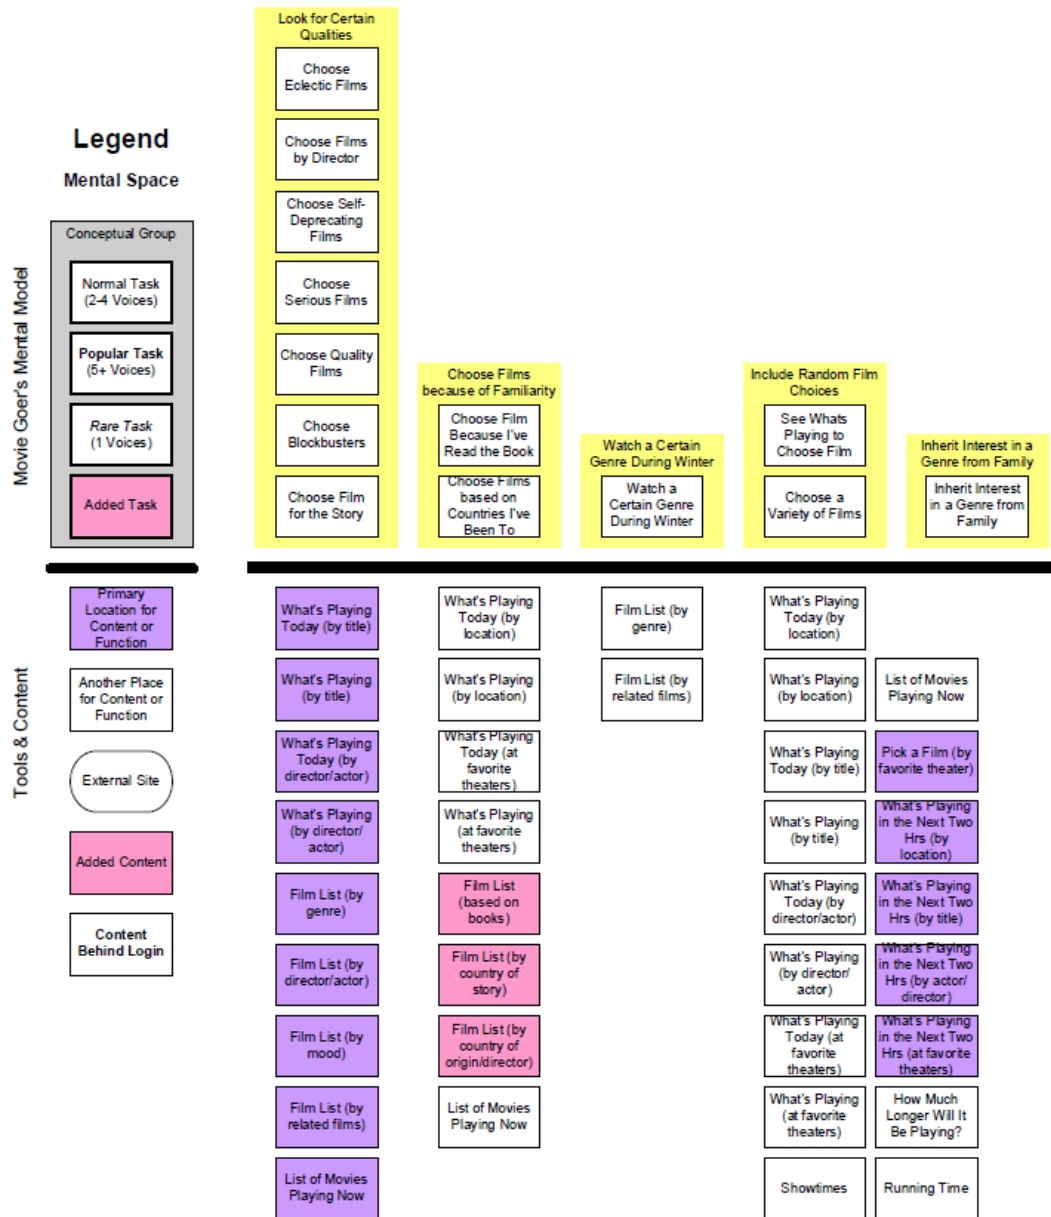 Legend
Mental Space
Movie Goer's Mental Model
Conceptual Group
Normal Task
(2-4 Voices)
Popular Task
(5+ Voices)
Rare Task
(1 Voices)
Added Task
Tools & Content
Primary
Location for
Content or
Function
Another Place
for Content or
Function
External Site
Added Content
Content
Behind Login
Look for Certain
Qualities
Choose
Eclectic Films
Choose Films
by Director
Choose Self-
Deprecating
Films
Choose
Serious Films
Choose Quality
Films
Choose
Blockbusters
Choose Film
for the Story
What's Playing
Today (by title)
What's Playing
(by title)
What's Playing
Today (by
director/actor)
What's Playing
(by director/
actor)
Film List (by
genre)
Film List (by
director/actor)
Film List (by
mood)
Film List (by
related films)
List of Movies
Playing Now
Choose Films
because of Familiarity
Choose Film
Because I've
Read the Book
Choose Films
based on
Countries I've
Been To
What's Playing
Today (by
location)
What's Playing
(by location)
What's Playing
Today (at
favorite
theaters)
What's Playing
(at favorite
theaters)
Film List
(based on
books)
Film List (by
country of
story)
Film List (by
country of
origin/director)
List of Movies
Playing Now
Watch a Certain
Genre During Winter
Watch a
Certain Genre
During Winter
Film List (by
genre)
Film List (by
related films)
Include Random Film
Choices
See Whats
Playing to
Choose Film
Choose a
Variety of Films
What's Playing
Today (by
location)
What's Playing
(by location)
What's Playing
Today (by title)
What's Playing
(by title)
What's Playing
Today (by
director/actor)
What's Playing
(by director/
actor)
What's Playing
Today (at
favorite
theaters)
What's Playing
(at favorite
theaters)
Showtimes
List of Movies
Playing Now
Pick a Film (by
favorite theater)
What's Playing
in the Next Two
Hrs (by
location)
What's Playing
in the Next Two
Hrs (by title)
What's Playing
in the Next Two
Hrs (by actor/
director)
What's Playing
in the Next Two
Hrs (at favorite
theaters)
How Much
Longer Will It
Be Playing?
Running Time
Inherit Interest in a
Genre from Family
Inherit Interest
in a Genre from
Family